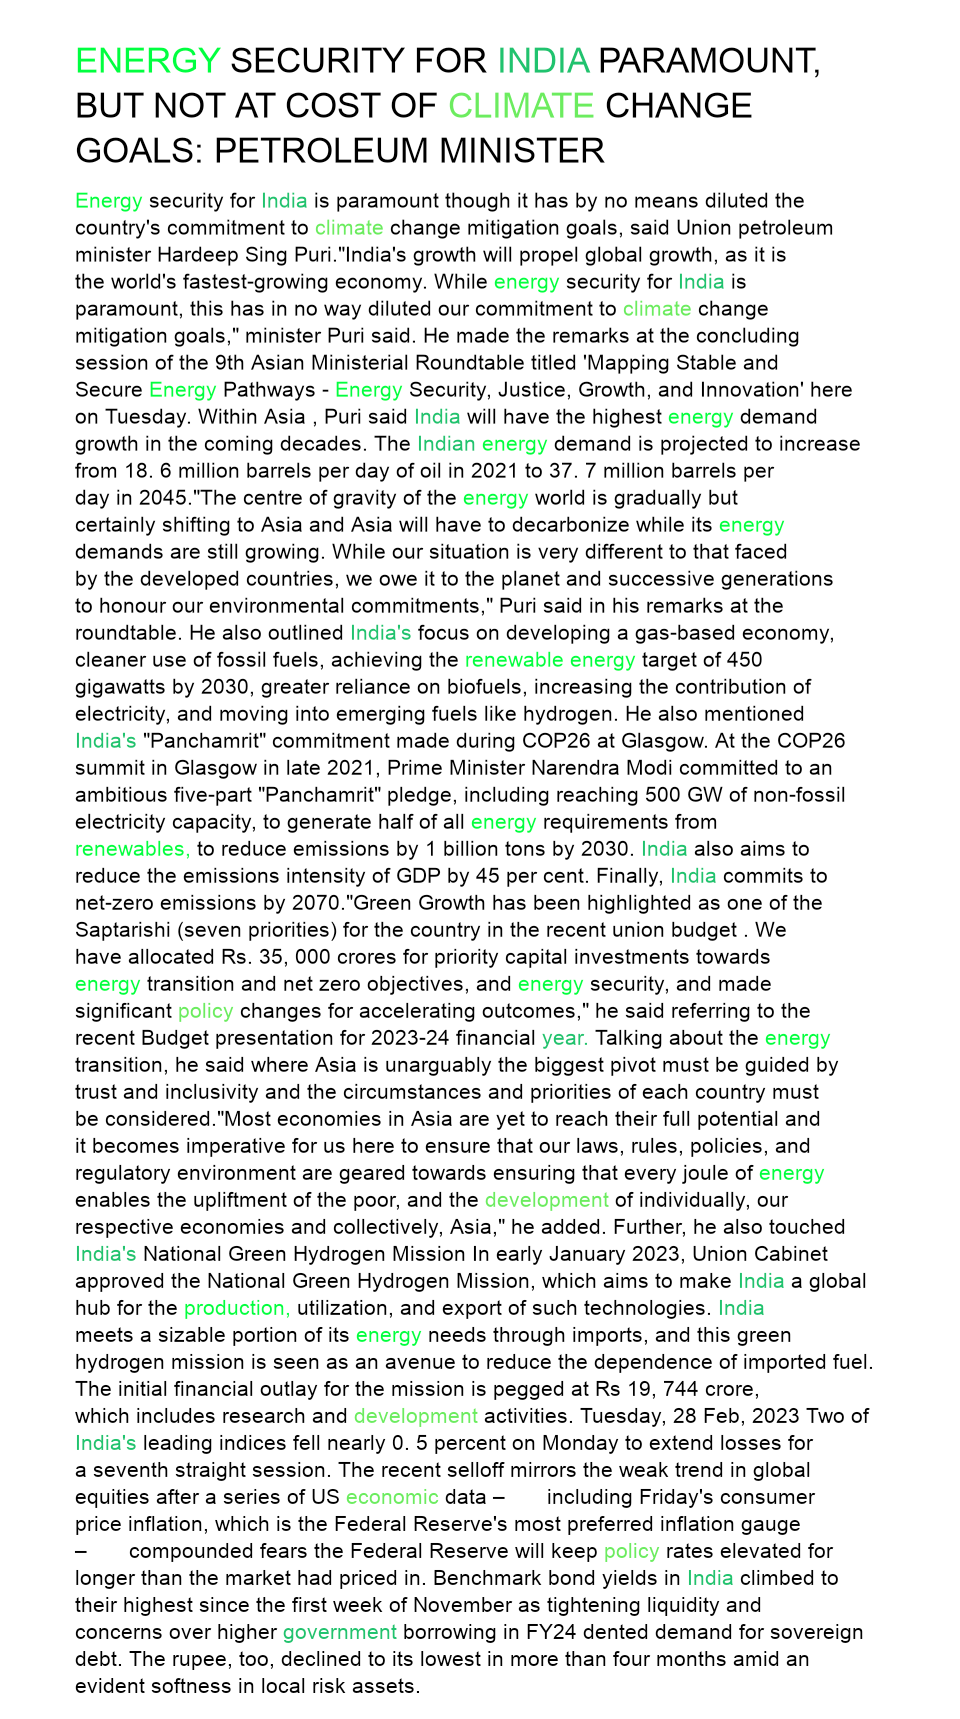 ENERGY SECURITY FOR INDIA PARAMOUNT,
BUT NOT AT COST OF CLIMATE CHANGE
GOALS: PETROLEUM MINISTER
Energy security for India is paramount though it has by no means diluted the
country's commitment to climate change mitigation goals, said Union petroleum
minister Hardeep Sing Puri."India's growth will propel global growth, as it is
the world's fastest-growing economy. While energy security for India is
paramount, this has in no way diluted our commitment to climate change
mitigation goals," minister Puri said. He made the remarks at the concluding
session of the 9th Asian Ministerial Roundtable titled 'Mapping Stable and
Secure Energy Pathways - Energy Security, Justice, Growth, and Innovation' here
on Tuesday. Within Asia , Puri said India will have the highest energy demand
growth in the coming decades. The Indian energy demand is projected to increase
from 18. 6 million barrels per day of oil in 2021 to 37. 7 million barrels per
day in 2045."The centre of gravity of the energy world is gradually but
certainly shifting to Asia and Asia will have to decarbonize while its energy
demands are still growing. While our situation is very different to that faced
by the developed countries, we owe it to the planet and successive generations
to honour our environmental commitments," Puri said in his remarks at the
roundtable. He also outlined India's focus on developing a gas-based economy,
cleaner use of fossil fuels, achieving the renewable energy target of 450
gigawatts by 2030, greater reliance on biofuels, increasing the contribution of
electricity, and moving into emerging fuels like hydrogen. He also mentioned
India's "Panchamrit" commitment made during COP26 at Glasgow. At the COP26
summit in Glasgow in late 2021, Prime Minister Narendra Modi committed to an
ambitious five-part "Panchamrit" pledge, including reaching 500 GW of non-fossil
electricity capacity, to generate half of all energy requirements from
renewables, to reduce emissions by 1 billion tons by 2030. India also aims to
reduce the emissions intensity of GDP by 45 per cent. Finally, India commits to
net-zero emissions by 2070."Green Growth has been highlighted as one of the
Saptarishi (seven priorities) for the country in the recent union budget . We
have allocated Rs. 35, 000 crores for priority capital investments towards
energy transition and net zero objectives, and energy security, and made
significant policy changes for accelerating outcomes," he said referring to the
recent Budget presentation for 2023-24 financial year. Talking about the energy
transition, he said where Asia is unarguably the biggest pivot must be guided by
trust and inclusivity and the circumstances and priorities of each country must
be considered."Most economies in Asia are yet to reach their full potential and
it becomes imperative for us here to ensure that our laws, rules, policies, and
regulatory environment are geared towards ensuring that every joule of energy
enables the upliftment of the poor, and the development of individually, our
respective economies and collectively, Asia," he added. Further, he also touched
India's National Green Hydrogen Mission In early January 2023, Union Cabinet
approved the National Green Hydrogen Mission, which aims to make India a global
hub for the production, utilization, and export of such technologies. India
meets a sizable portion of its energy needs through imports, and this green
hydrogen mission is seen as an avenue to reduce the dependence of imported fuel.
The initial financial outlay for the mission is pegged at Rs 19, 744 crore,
which includes research and development activities. Tuesday, 28 Feb, 2023 Two of
India's leading indices fell nearly 0. 5 percent on Monday to extend losses for
a seventh straight session. The recent selloff mirrors the weak trend in global
equities after a series of US economic data – including Friday's consumer
price inflation, which is the Federal Reserve's most preferred inflation gauge
– compounded fears the Federal Reserve will keep policy rates elevated for
longer than the market had priced in. Benchmark bond yields in India climbed to
their highest since the first week of November as tightening liquidity and
concerns over higher government borrowing in FY24 dented demand for sovereign
debt. The rupee, too, declined to its lowest in more than four months amid an
evident softness in local risk assets.